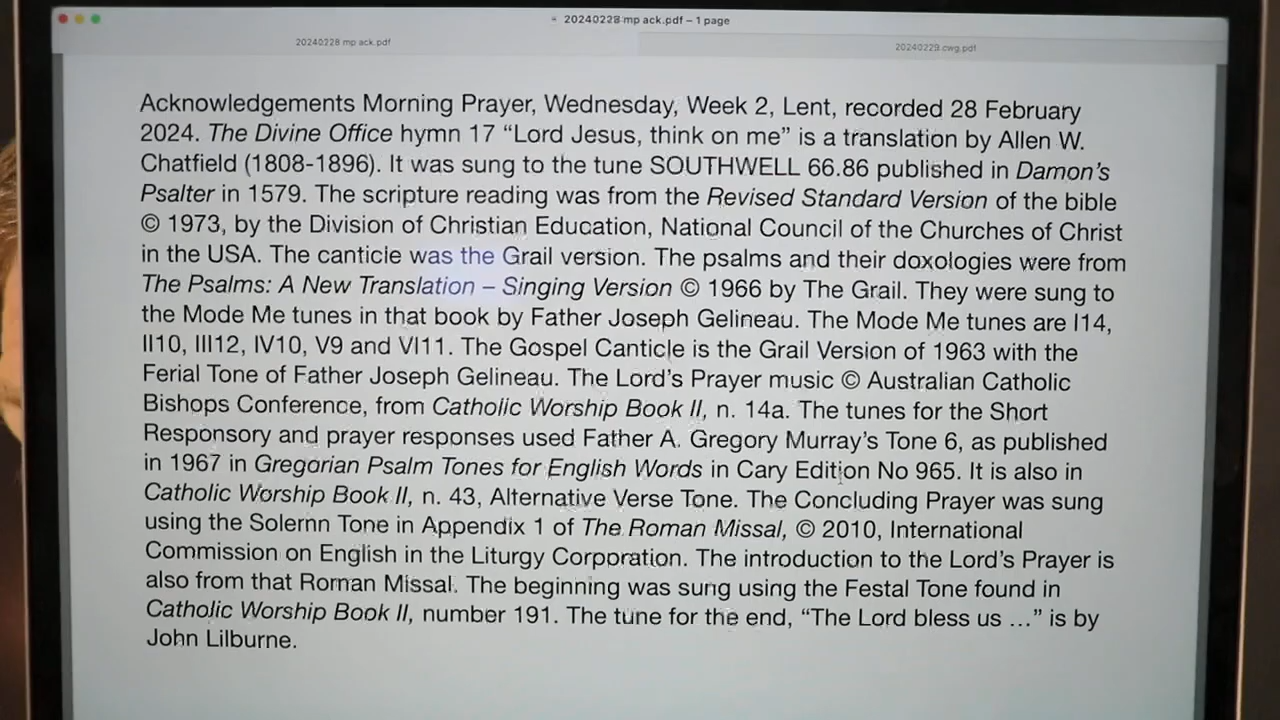 20240228 mp ack.pdf – 1 page
20240228 mp ack.pdf
20240229 cwg.pdf
Acknowledgements Morning Prayer, Wednesday, Week 2, Lent, recorded 28 February
2024. The Divine Office hymn 17 “Lord Jesus, think on me” is a translation by Allen W.
Chatfield (1808-1896). It was sung to the tune SOUTHWELL 66.86 published in Damon’s
Psalter in 1579. The scripture reading was from the Revised Standard Version of the bible
© 1973, by the Division of Christian Education, National Council of the Churches of Christ
in the USA. The canticle was the Grail version. The psalms and their doxologies were from
The Psalms: A New Translation – Singing Version © 1966 by The Grail. They were sung to
the Mode Me tunes in that book by Father Joseph Gelineau. The Mode Me tunes are I14,
II10, III12, IV10, V9 and VI11. The Gospel Canticle is the Grail Version of 1963 with the
Ferial Tone of Father Joseph Gelineau. The Lord’s Prayer music © Australian Catholic
Bishops Conference, from Catholic Worship Book II, n. 14a. The tunes for the Short
Responsory and prayer responses used Father A. Gregory Murray’s Tone 6, as published
in 1967 in Gregorian Psalm Tones for English Words in Cary Edition No 965. It is also in
Catholic Worship Book II, n. 43, Alternative Verse Tone. The Concluding Prayer was sung
using the Solernn Tone in Appendix 1 of The Roman Missal, © 2010, International
Commission on English in the Liturgy Corporation. The introduction to the Lord’s Prayer is
also from that Roman Missal. The beginning was sung using the Festal Tone found in
Catholic Worship Book II, number 191. The tune for the end, “The Lord bless us …” is by
John Lilburne.